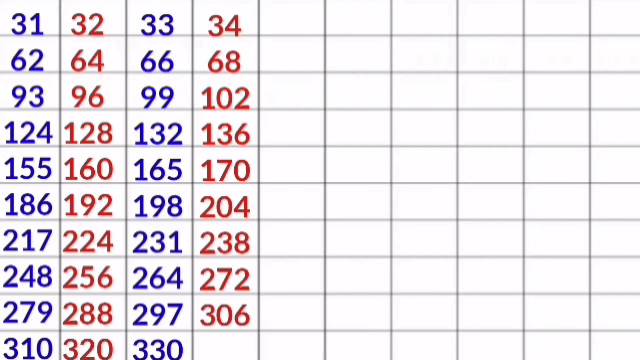 31 32 33 34
62 64 66 68
93 96 99 102
124 128 132 136
155 160 165 170
186 192 198 204
217 224 231 238
248 256 264 272
279 288 297 306
310 320 330